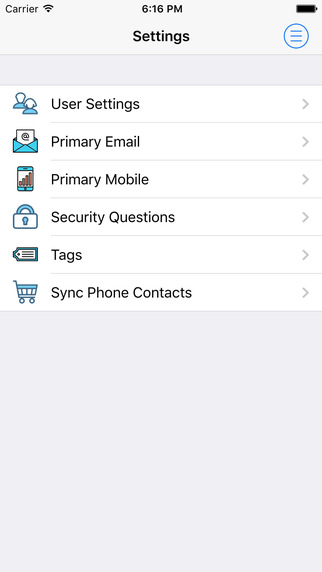 Carrier 6:16 PM
Settings
User Settings
@
Primary Email
Primary Mobile
Security Questions
Tags
Sync Phone Contacts